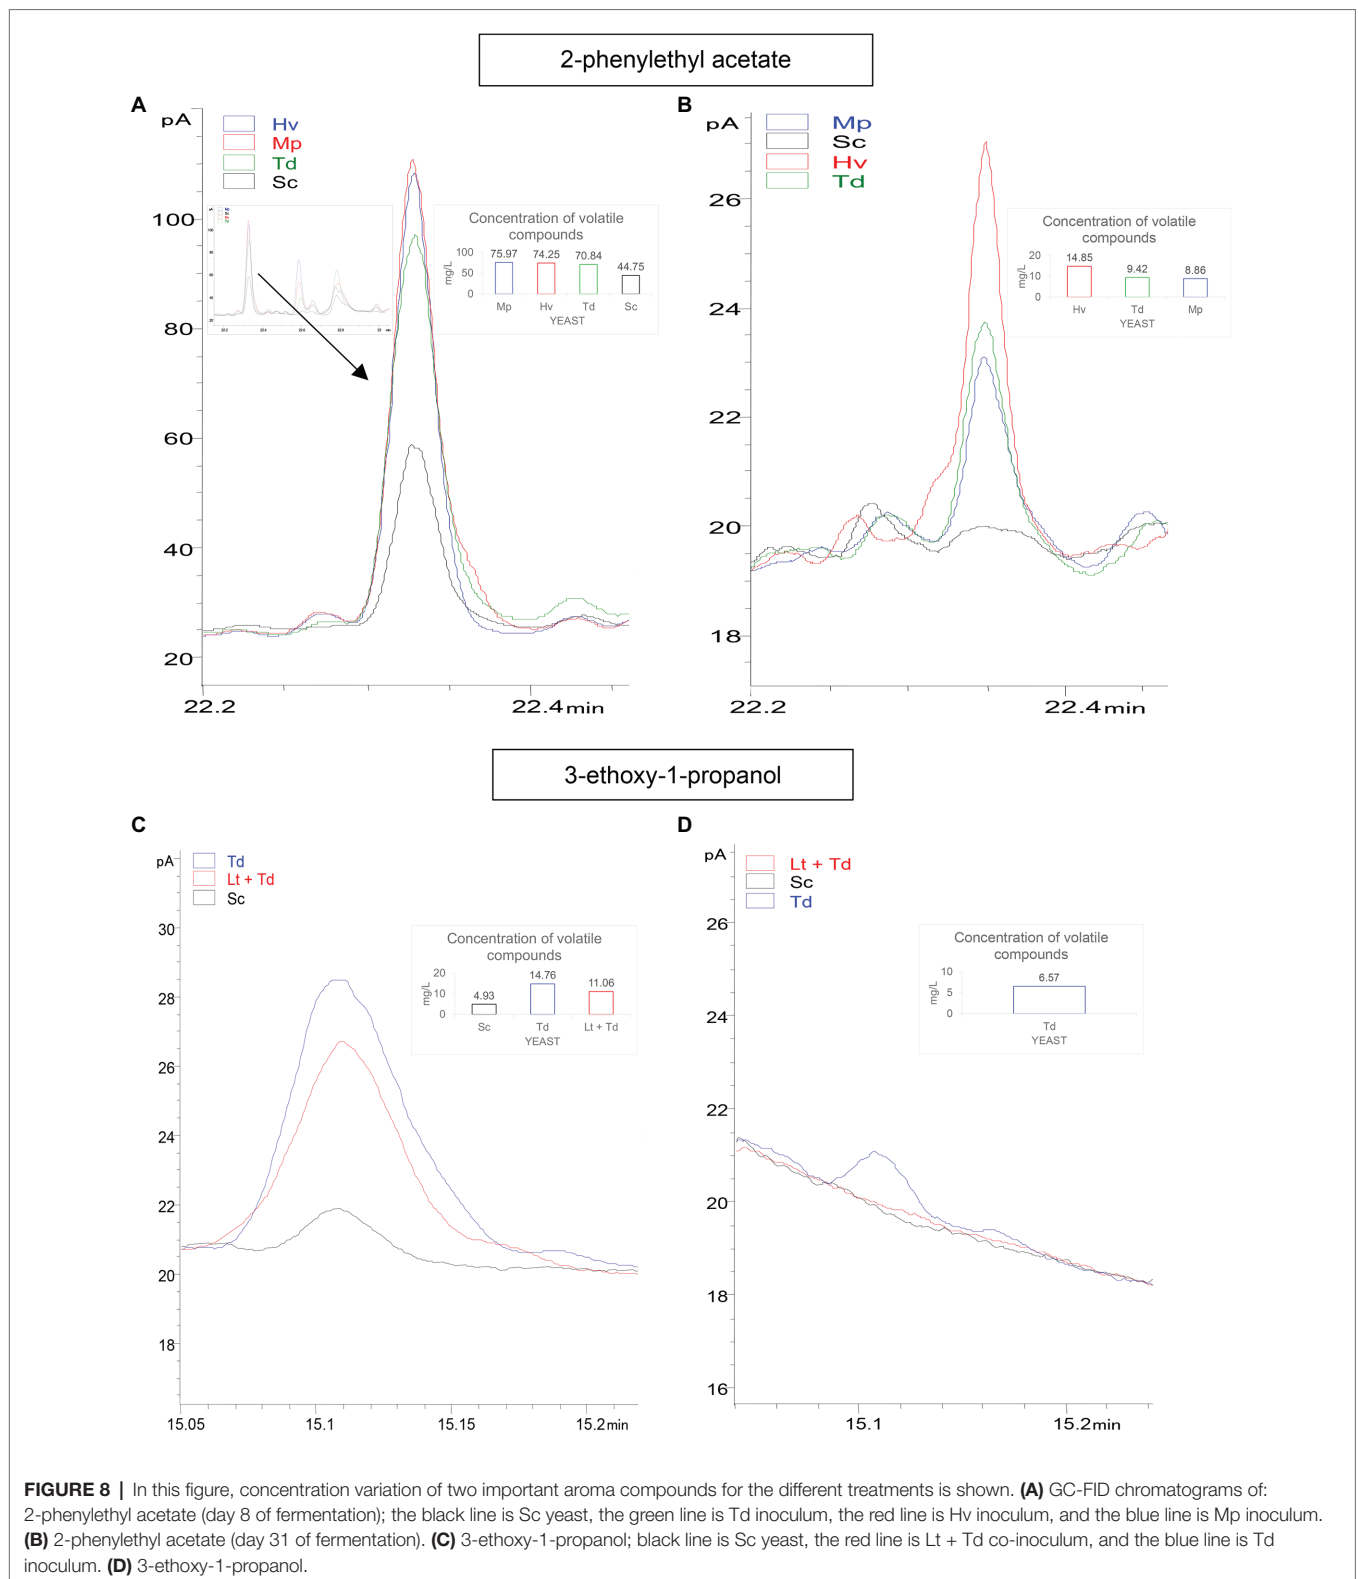 2-phenylethyl acetate
A
pA
Hv
Mp
Td
Sc
100
80
60
40
20
22.2
22.4min
Concentration of volatile
compounds
mg/L
100
50
0
75.97
74.25
70.84
44.75
Mp
Hv
Td
Sc
YEAST
B
pA
Mp
Sc
Hv
Td
26
24
22
20
18
22.2
22.4min
Concentration of volatile
compounds
mg/L
20
10
0
14.85
9.42
8.86
Hv
Td
Mp
YEAST
3-ethoxy-1-propanol
C
pA
Td
Lt + Td
Sc
30
28
26
24
22
20
18
15.05
15.1
15.15
15.2min
Concentration of volatile
compounds
mg/L
20
10
0
4.93
14.76
11.06
Sc
Td
Lt + Td
YEAST
D
pA
Lt + Td
Sc
Td
26
24
22
20
18
16
15.1
15.2min
Concentration of volatile
compounds
mg/L
10
5
0
6.57
Td
YEAST
FIGURE 8 | In this figure, concentration variation of two important aroma compounds for the different treatments is shown. (A) GC-FID chromatograms of:
2-phenylethyl acetate (day 8 of fermentation); the black line is Sc yeast, the green line is Td inoculum, the red line is Hv inoculum, and the blue line is Mp inoculum.
(B) 2-phenylethyl acetate (day 31 of fermentation). (C) 3-ethoxy-1-propanol; black line is Sc yeast, the red line is Lt + Td co-inoculum, and the blue line is Td
inoculum. (D) 3-ethoxy-1-propanol.